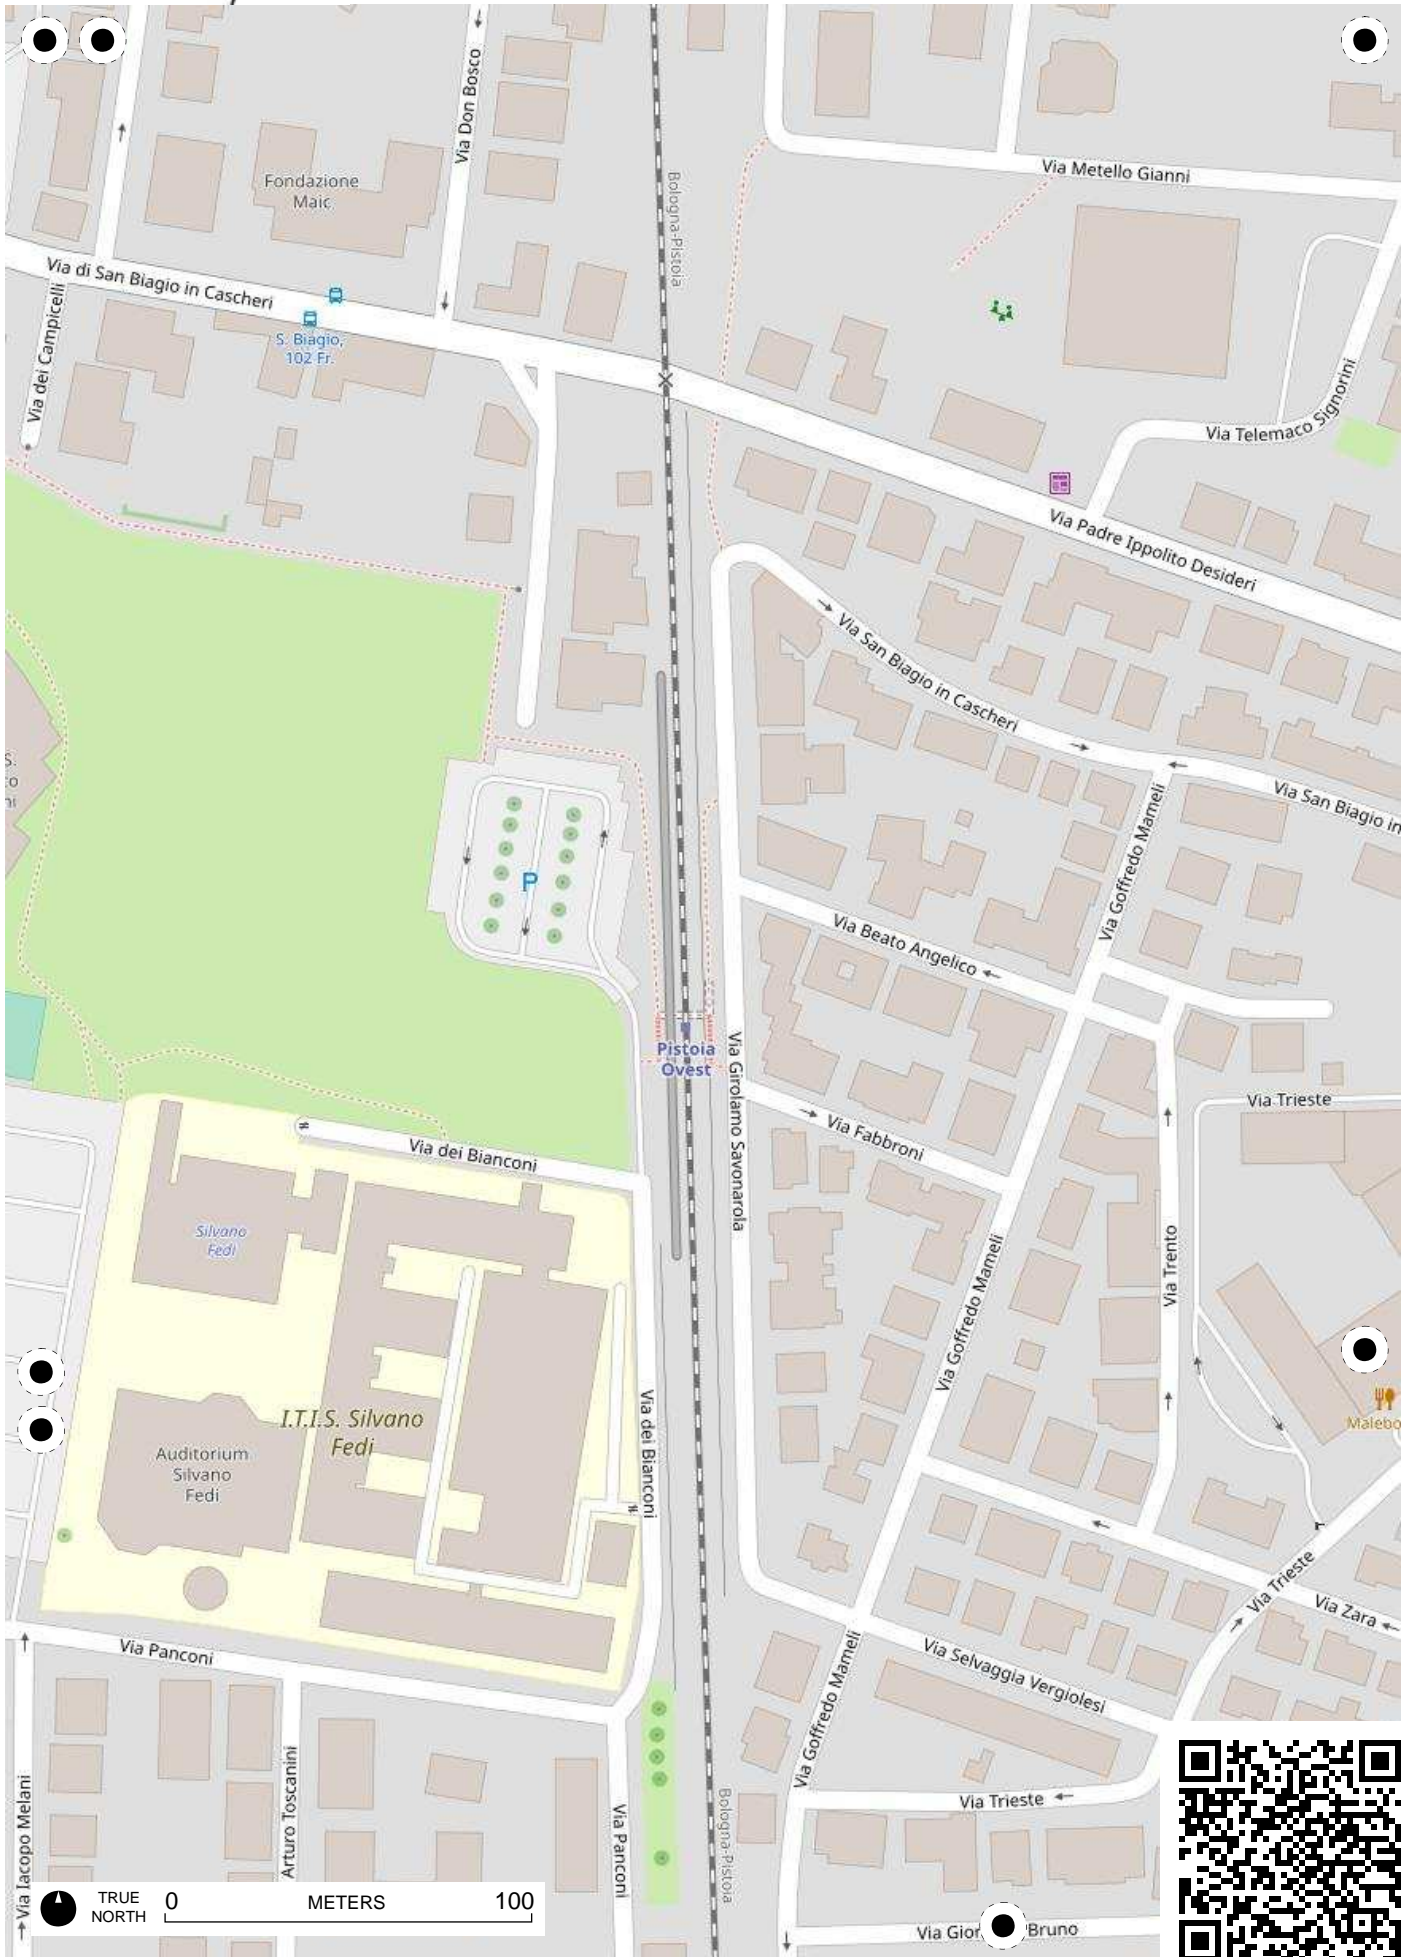 Via Don Bosco
Via Metello Gianni
Fondazione
Maic
Bologna-Pistoia
Via di San Biagio in Cascheri
S. Biagio,
102 Fr.
Via dei Campicelli
Via Telemaco Signorini
Via Padre Ippolito Desideri
Via San Biagio in Cascheri
Via San Biagio in
Via Goffredo Mameli
P
Via Beato Angelico
Pistoia
Ovest
Via Girolamo Savonarola
Via Fabbroni
Via Trieste
Via dei Bianconi
Silvano
Fedi
Via Trento
Via Goffredo Mameli
I.T.I.S. Silvano
Fedi
Auditorium
Silvano
Fedi
Via dei Bianconi
Malebo
Via Trieste
Via Zara
Via Panconi
Via Selvaggia Vergiolesi
Via Goffredo Mameli
Via Iacopo Melani
Arturo Toscanini
Via Panconi
Bologna-Pistoia
Via Trieste
TRUE
NORTH
0 METERS 100
Via Gior Bruno